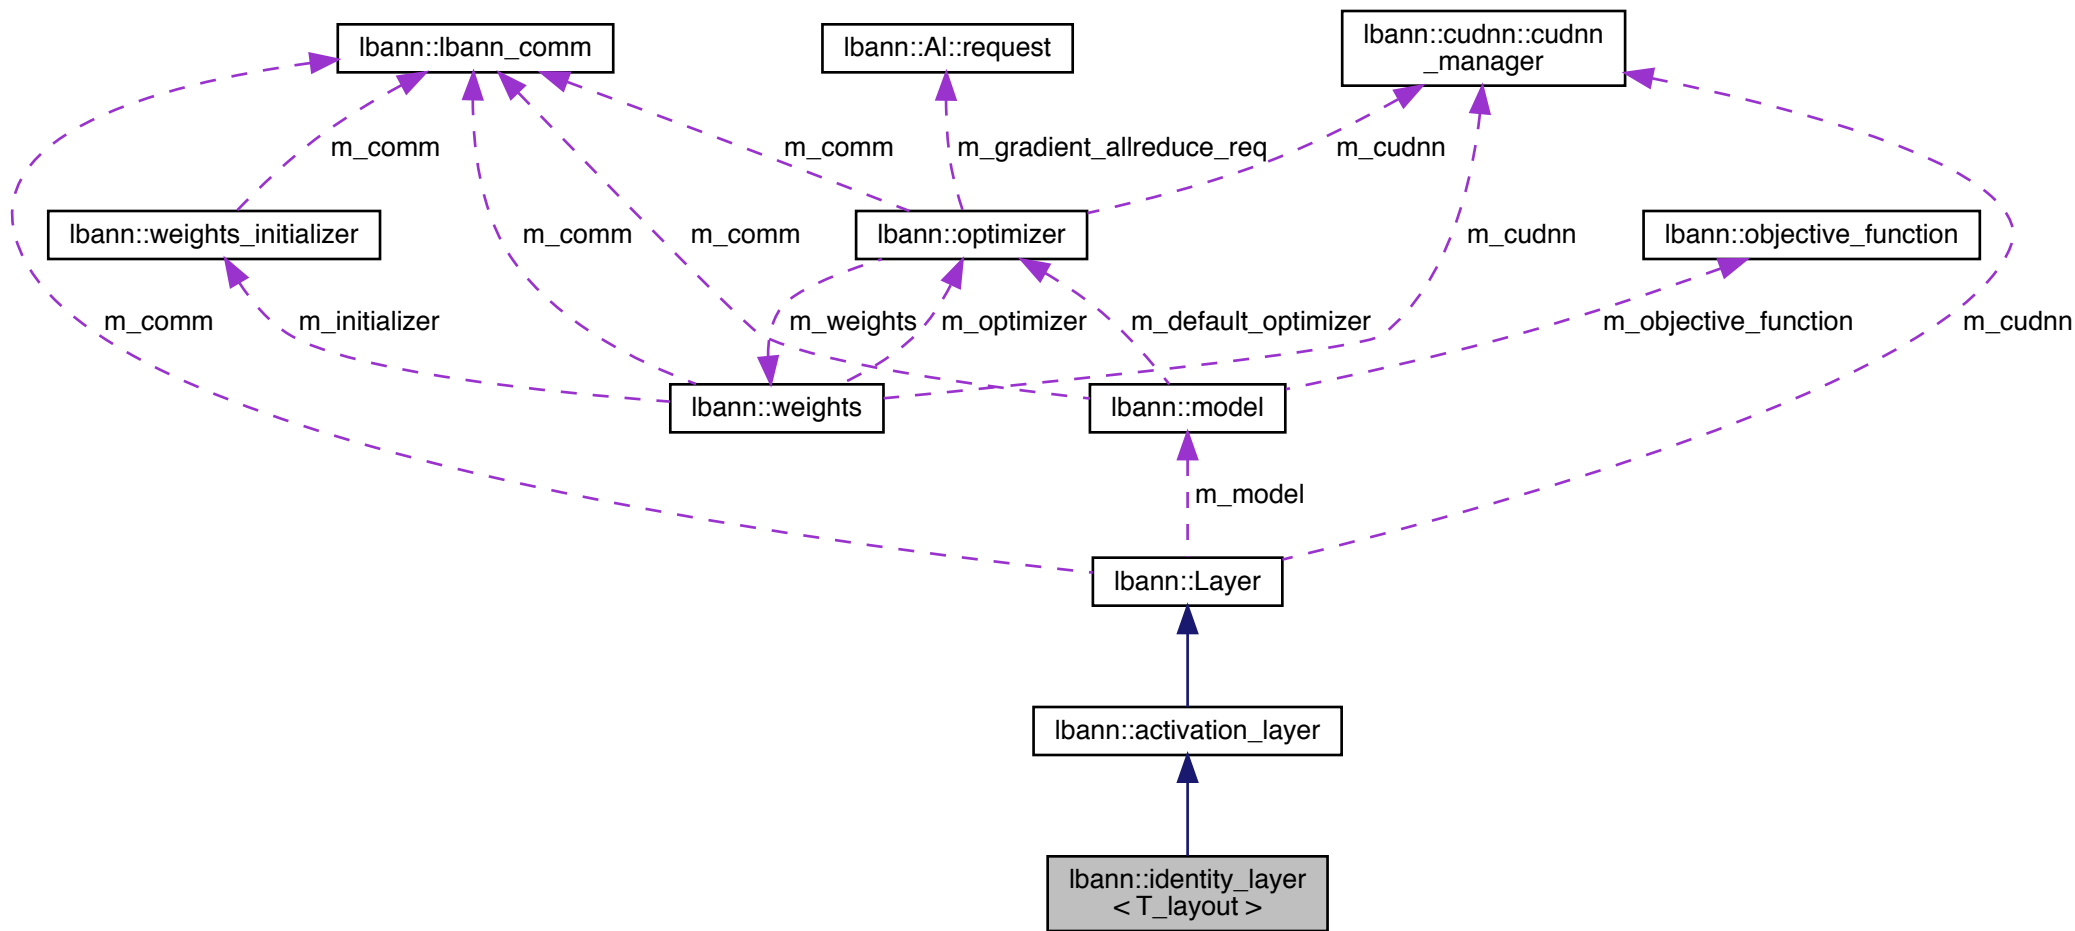 lbann::lbann_comm
lbann::Al::request
lbann::cudnn::cudnn
_manager
m_comm
m_comm
m_gradient_allreduce_req
m_cudnn
lbann::weights_initializer
m_comm
m_comm
lbann::optimizer
m_cudnn
lbann::objective_function
m_comm
m_initializer
m_weights
m_optimizer
m_default_optimizer
m_objective_function
m_cudnn
lbann::weights
lbann::model
m_model
lbann::Layer
lbann::activation_layer
lbann::identity_layer
< T_layout >